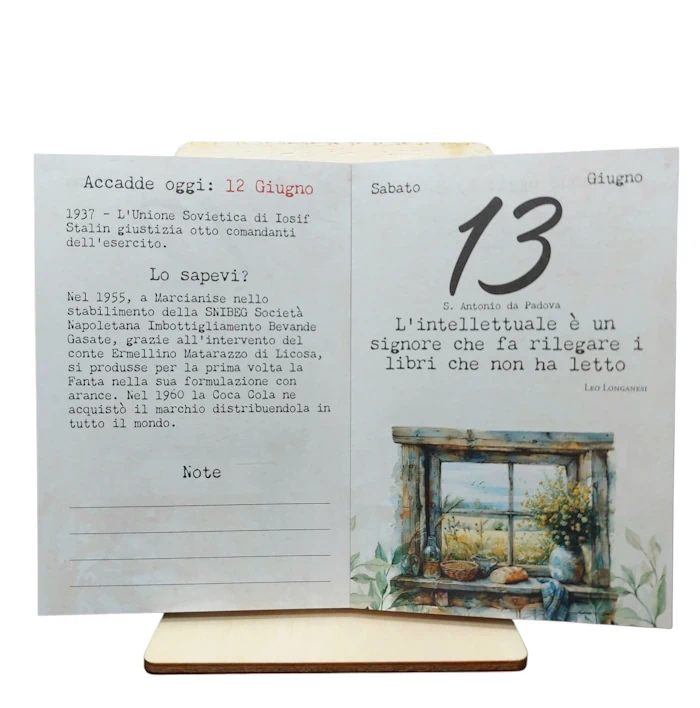 Accadde oggi: 12 Giugno
1937 - L'Unione Sovietica di Iosif
Stalin giustizia otto comandanti
dell'esercito.
Lo sapevi?
Nel 1955, a Marcianise nello
stabilimento della SNIBEG Società
Napoletana Imbottigliamento Bevande
Gasate, grazie all'intervento del
conte Ermellino Matarazzo di Licosa,
si produsse per la prima volta la
Fanta nella sua formulazione con
arance. Nel 1960 la Coca Cola ne
acquistò il marchio distribuendola in
tutto il mondo.
Note
Sabato
Giugno
13
S. Antonio da Padova
L'intellettuale è un
signore che fa rilegare i
libri che non ha letto
Leo Longanesi